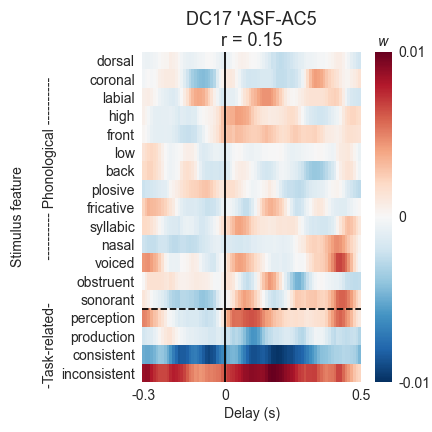 DC17 'ASF-AC5
r = 0.15
w
dorsal
coronal
labial
high
front
low
back
plosive
fricative
syllabic
nasal
voiced
obstruent
sonorant
perception
production
consistent
inconsistent
Stimulus feature
-Task-related- ---------- Phonological ----------
0.01
0
-0.01
-0.3 0 0.5
Delay (s)